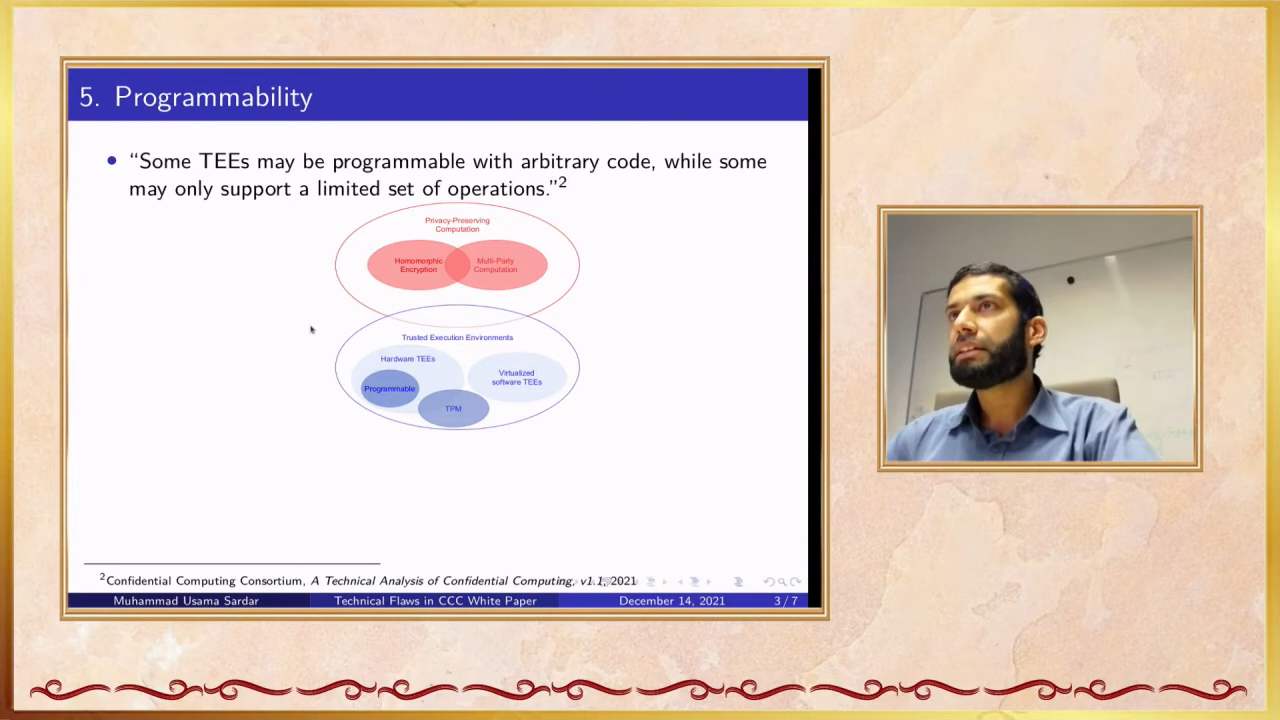 5. Programmability
• “Some TEEs may be programmable with arbitrary code, while some
may only support a limited set of operations.”2
Privacy-Preserving
Computation
Homomorphic
Encryption
Multi-Party
Computation
Trusted Execution Environments
Hardware TEEs
Programmable
Virtualized
software TEEs
TPM
2Confidential Computing Consortium, A Technical Analysis of Confidential Computing, v1.1, 2021
Muhammad Usama Sardar
Technical Flaws in CCC White Paper
December 14, 2021
3 / 7